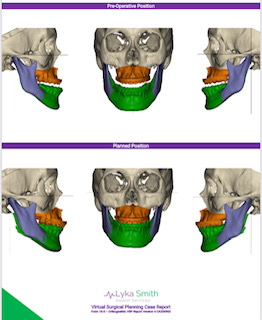 Pre-Operative Position
Planned Position
Lyka Smith
Virtual Surgical Planning Case Report